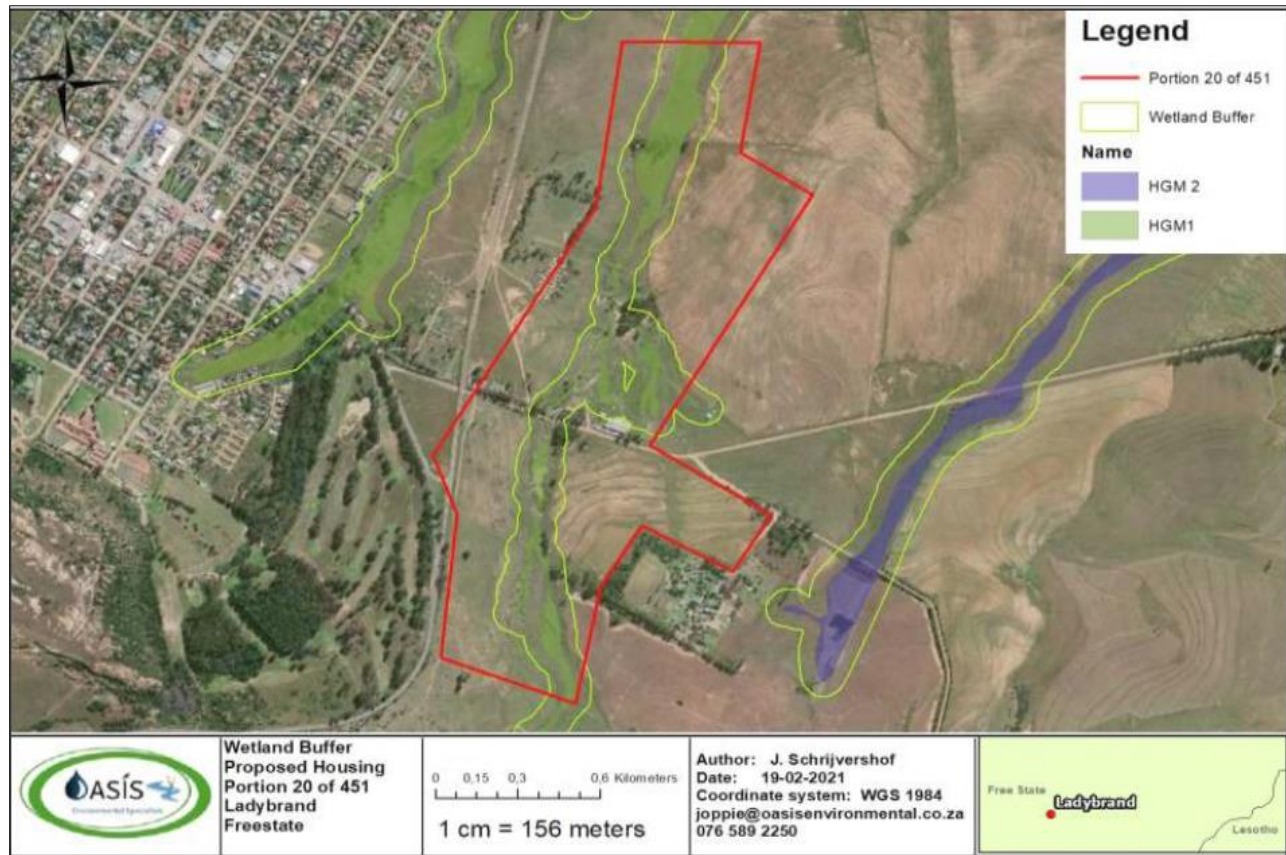 Legend
Portion 20 of 451
Wetland Buffer
Name
HGM 2
HGM1
OASIS
Environmental Specialists
Wetland Buffer
Proposed Housing
Portion 20 of 451
Ladybrand
Freestate
0 0,15 0,3 0,6 Kilometers
1 cm = 156 meters
Author: J. Schrijvershof
Date: 19-02-2021
Coordinate system: WGS 1984
joppie@oasisenvironmental.co.za
076 589 2250
Free State
Ladybrand
Lesotho